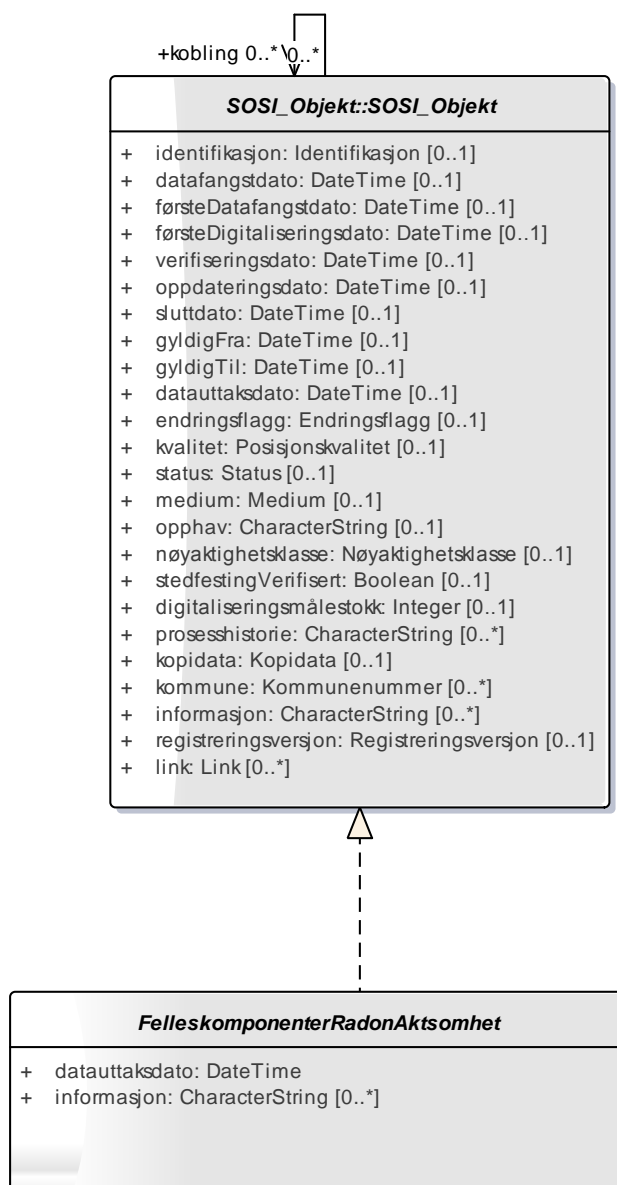 +kobling 0..* 0..*
SOSI_Objekt::SOSI_Objekt
+ identifikasjon: Identifikasjon [0..1]
+ datafangstdato: DateTime [0..1]
+ førsteDatafangstdato: DateTime [0..1]
+ førsteDigitaliseringsdato: DateTime [0..1]
+ verifiseringsdato: DateTime [0..1]
+ oppdateringsdato: DateTime [0..1]
+ sluttdato: DateTime [0..1]
+ gyldigFra: DateTime [0..1]
+ gyldigTil: DateTime [0..1]
+ datauttaksdato: DateTime [0..1]
+ endringsflagg: Endringsflagg [0..1]
+ kvalitet: Posisjonskvalitet [0..1]
+ status: Status [0..1]
+ medium: Medium [0..1]
+ opphav: CharacterString [0..1]
+ nøyaktighetsklasse: Nøyaktighetsklasse [0..1]
+ stedfestingVerifisert: Boolean [0..1]
+ digitaliseringsmålestokk: Integer [0..1]
+ prosesshistorie: CharacterString [0..*]
+ kopidata: Kopidata [0..1]
+ kommune: Kommunenummer [0..*]
+ informasjon: CharacterString [0..*]
+ registreringsversjon: Registreringsversjon [0..1]
+ link: Link [0..*]
FelleskomponenterRadonAktsomhet
+ datauttaksdato: DateTime
+ informasjon: CharacterString [0..*]